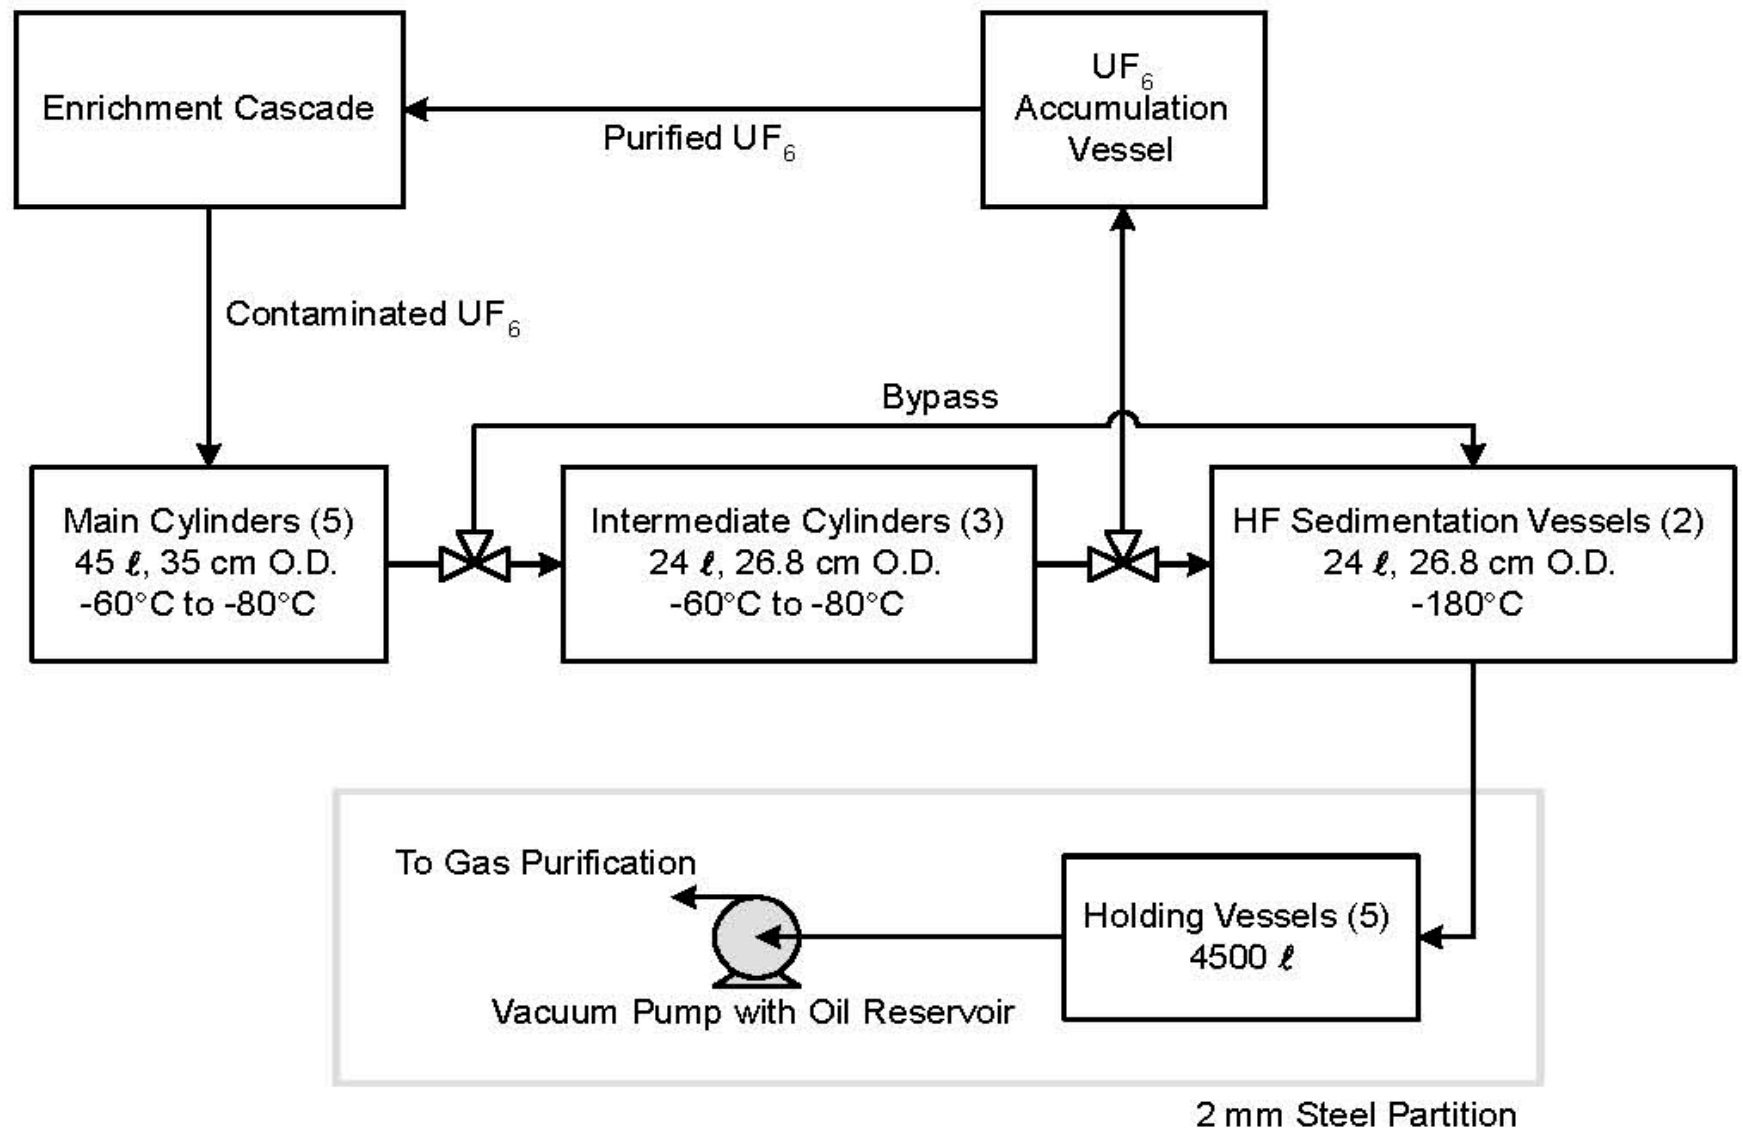 Enrichment Cascade
UF6
Accumulation
Vessel
Purified UF6
Contaminated UF6
Bypass
Main Cylinders (5)
45 ℓ, 35 cm O.D.
-60°C to -80°C
Intermediate Cylinders (3)
24 ℓ, 26.8 cm O.D.
-60°C to -80°C
HF Sedimentation Vessels (2)
24 ℓ, 26.8 cm O.D.
-180°C
To Gas Purification
Holding Vessels (5)
4500 ℓ
Vacuum Pump with Oil Reservoir
2 mm Steel Partition